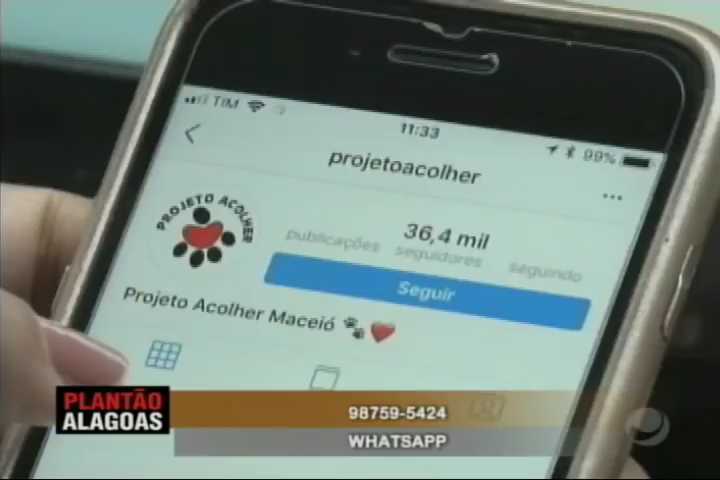 TIM
11:33
99%
projetoacolher
PROJETO ACOLHER
36,4 mil
publicações seguidores seguindo
Seguir
Projeto Acolher Maceió 🐾❤️
PLANTÃO
ALAGOAS
98759-5424
WHATSAPP